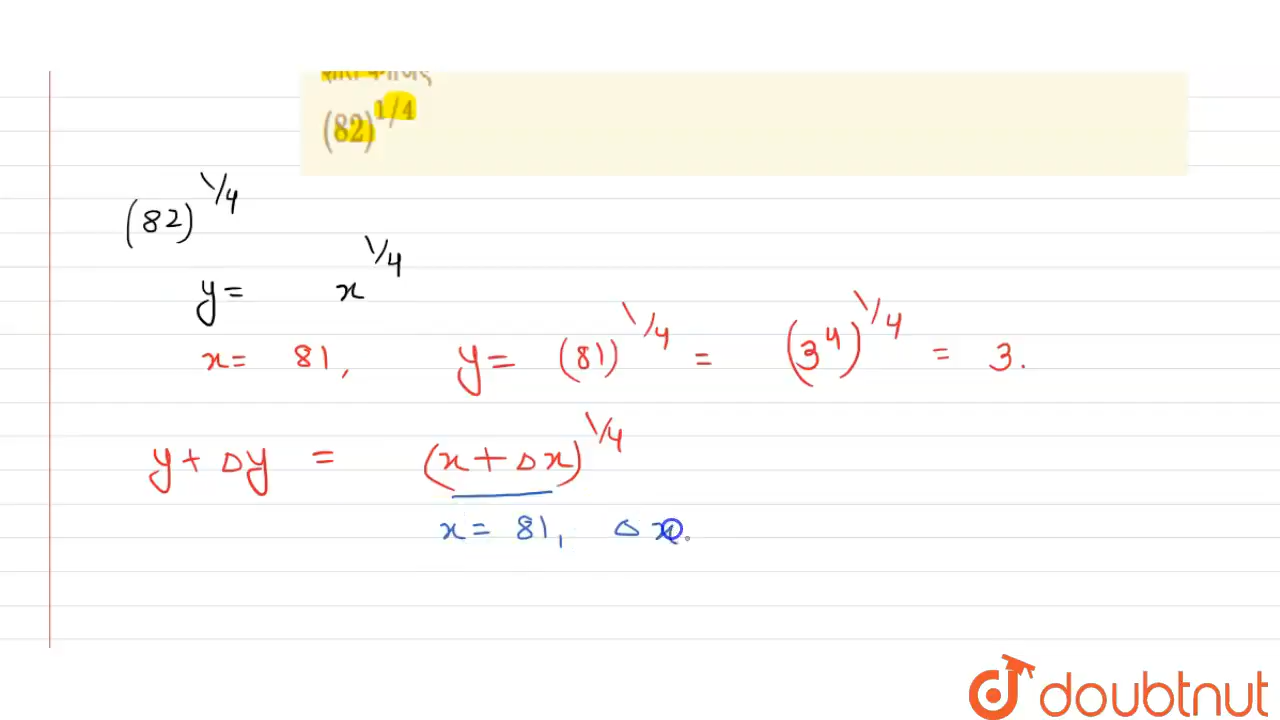 (82)^{1/4}
(82)^{1/4}
y = x^{1/4}
x = 81, y = (81)^{1/4} = (3^4)^{1/4} = 3.
y + Δy = (x + Δx)^{1/4}
x = 81, Δx
doubtnut